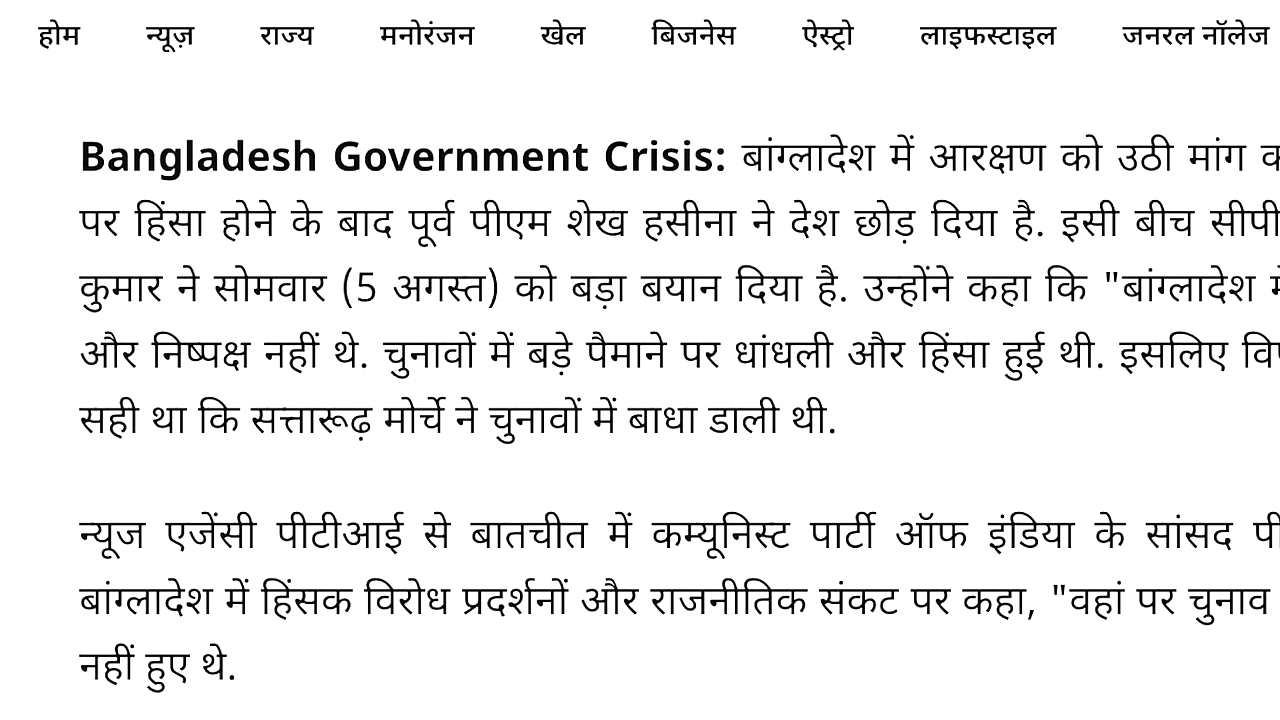 होम न्यूज़ राज्य मनोरंजन खेल बिजनेस ऐस्ट्रो लाइफस्टाइल जनरल नॉलेज
Bangladesh Government Crisis: बांग्लादेश में आरक्षण को उठी मांग
पर हिंसा होने के बाद पूर्व पीएम शेख हसीना ने देश छोड़ दिया है. इसी बीच
कुमार ने सोमवार (5 अगस्त) को बड़ा बयान दिया है. उन्होंने कहा कि "बांग्लादेश
और निष्पक्ष नहीं थे. चुनावों में बड़े पैमाने पर धांधली और हिंसा हुई थी. इसलिए
सही था कि सत्तारूढ़ मोर्चे ने चुनावों में बाधा डाली थी.
न्यूज एजेंसी पीटीआई से बातचीत में कम्यूनिस्ट पार्टी ऑफ इंडिया के सांसद
बांग्लादेश में हिंसक विरोध प्रदर्शनों और राजनीतिक संकट पर कहा, "वहां पर चुनाव
नहीं हुए थे.